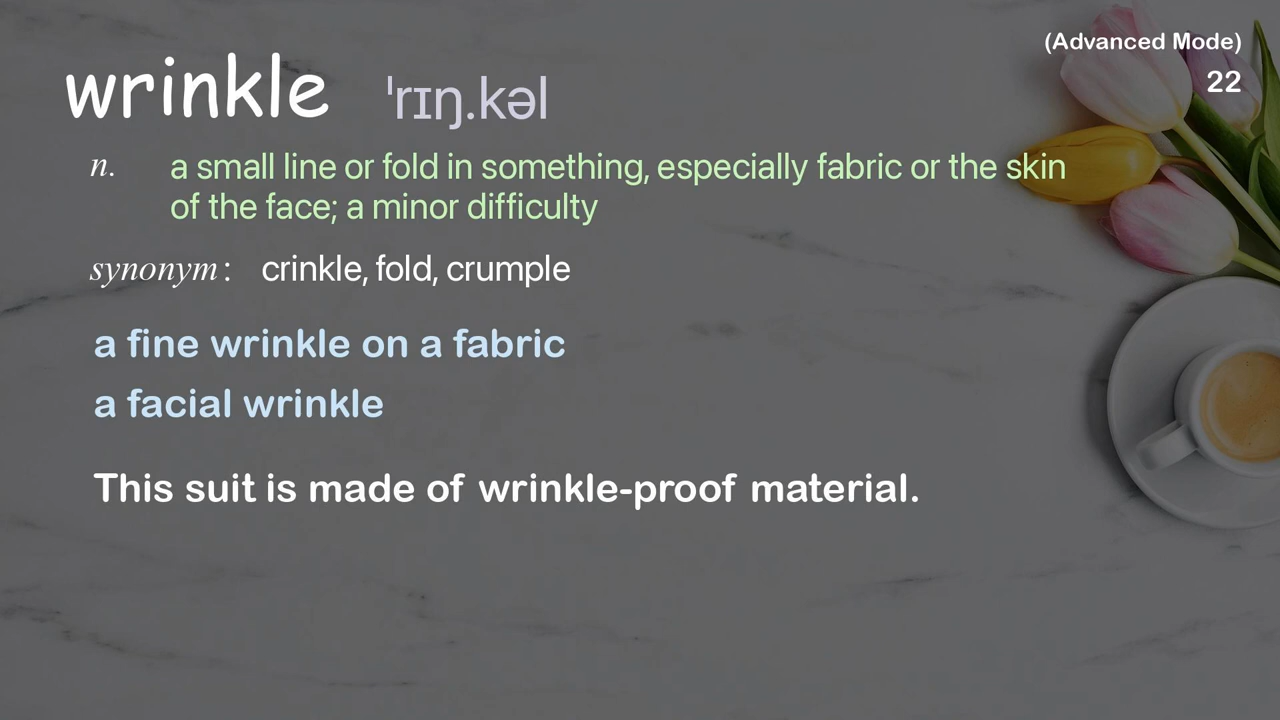 (Advanced Mode)
22
wrinkle ˈrɪŋ.kəl
n. a small line or fold in something, especially fabric or the skin
of the face; a minor difficulty
synonym: crinkle, fold, crumple
a fine wrinkle on a fabric
a facial wrinkle
This suit is made of wrinkle-proof material.